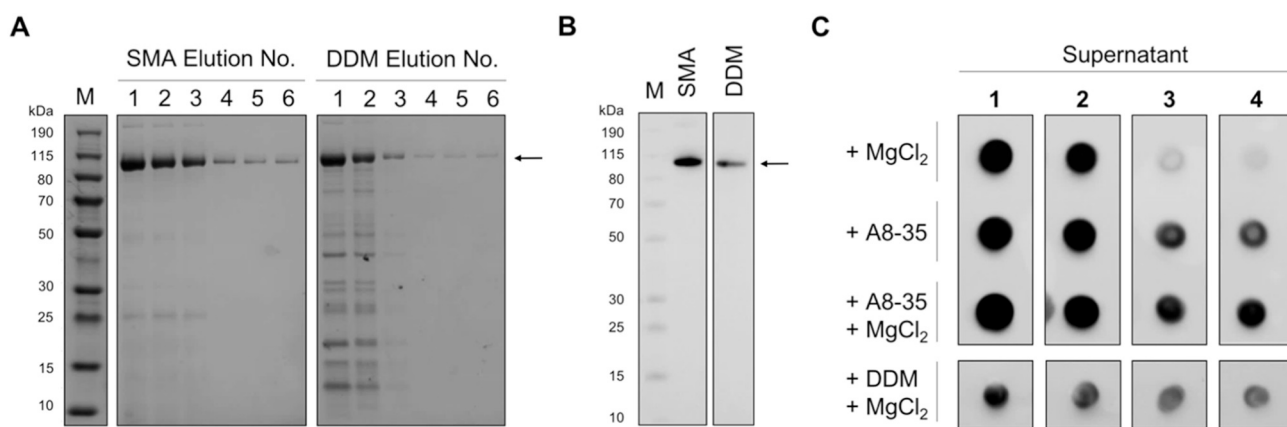 A
SMA Elution No.
DDM Elution No.
M
1 2 3 4 5 6
1 2 3 4 5 6
kDa
190
115
80
70
50
30
25
15
10
B
M
SMA
DDM
kDa
190
115
80
70
50
30
25
15
10
C
Supernatant
1 2 3 4
+ MgCl₂
+ A8-35
+ A8-35
+ MgCl₂
+ DDM
+ MgCl₂